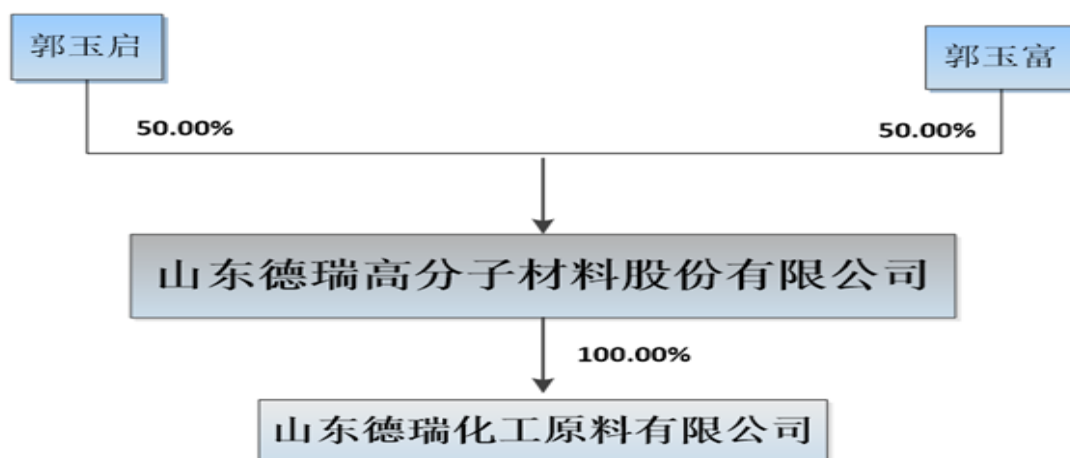 郭玉启
郭玉富
50.00%
50.00%
山东德瑞高分子材料股份有限公司
100.00%
山东德瑞化工原料有限公司